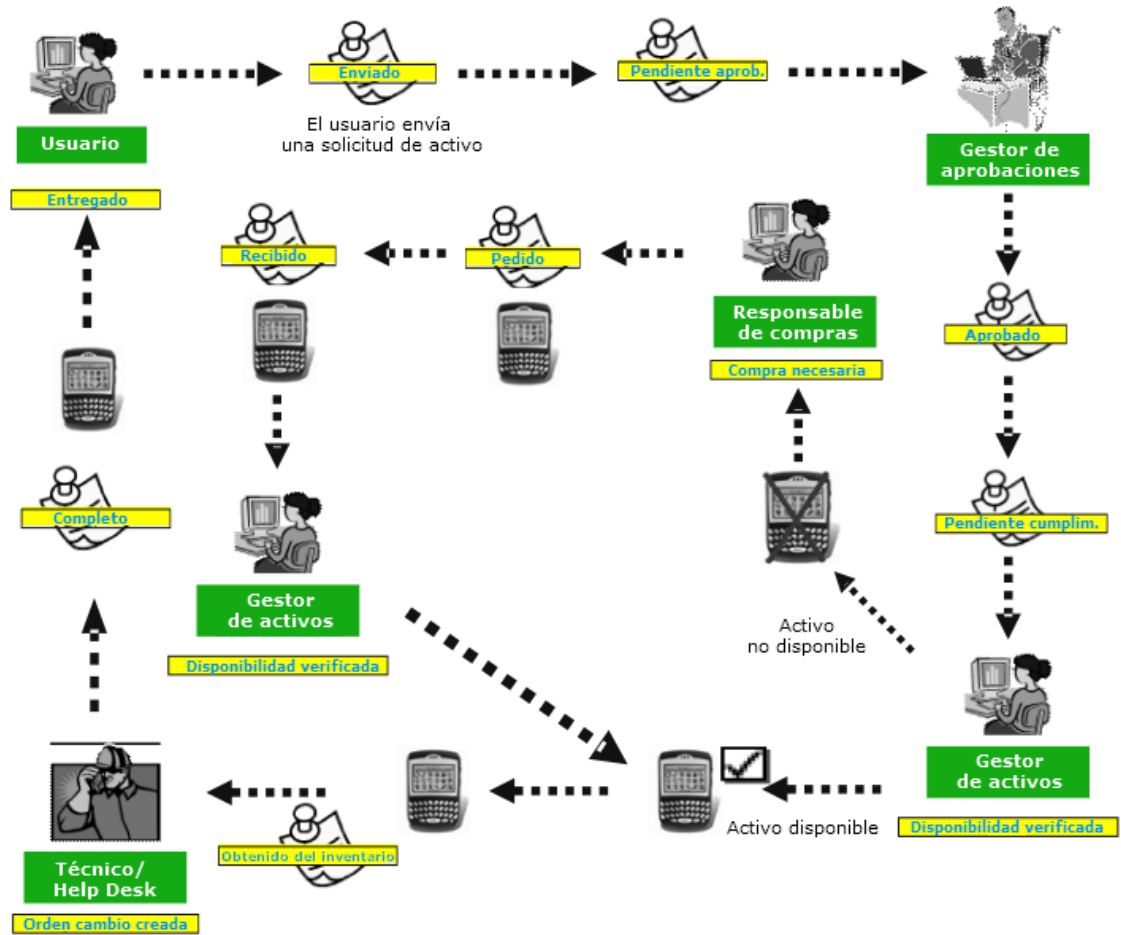 Enviado
Pendiente aprob.
El usuario envía
una solicitud de activo
Usuario
Gestor de
aprobaciones
Entregado
Recibido
Pedido
Responsable
de compras
Compra necesaria
Aprobado
Completo
Pendiente cumplim.
Gestor
de activos
Disponibilidad verificada
Activo
no disponible
Gestor
de activos
Disponibilidad verificada
Activo disponible
Obtenido del inventario
Técnico/
Help Desk
Orden cambio creada